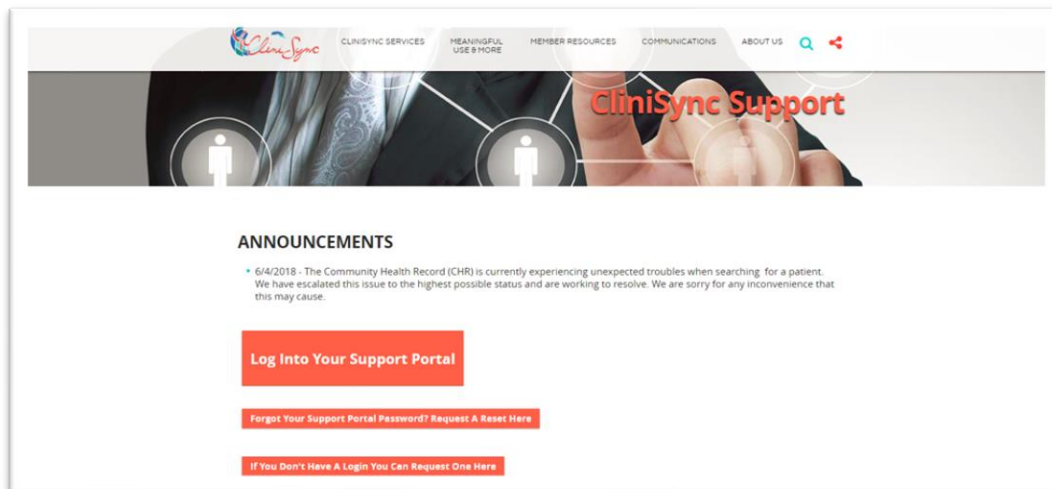 CliniSync
CLINISYNC SERVICES
MEANINGFUL
USE & MORE
MEMBER RESOURCES
COMMUNICATIONS
ABOUT US
CliniSync Support
ANNOUNCEMENTS
6/4/2018 - The Community Health Record (CHR) is currently experiencing unexpected troubles when searching for a patient.
We have escalated this issue to the highest possible status and are working to resolve. We are sorry for any inconvenience that
this may cause.
Log Into Your Support Portal
Forgot Your Support Portal Password? Request A Reset Here
If You Don't Have A Login You Can Request One Here